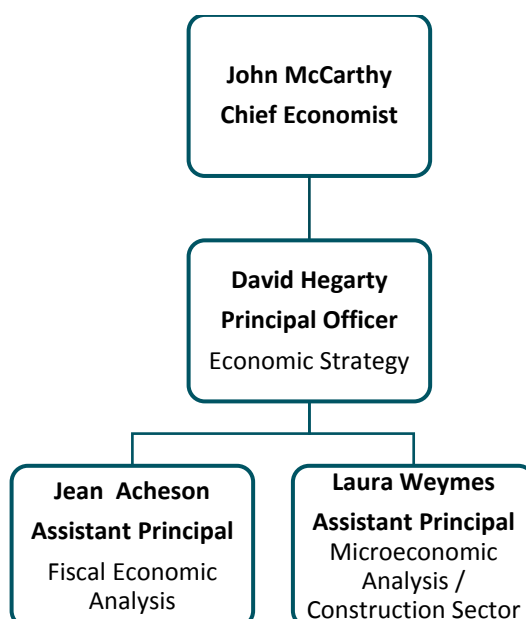 John McCarthy
Chief Economist
David Hegarty
Principal Officer
Economic Strategy
Jean Acheson
Assistant Principal
Fiscal Economic
Analysis
Laura Weymes
Assistant Principal
Microeconomic
Analysis /
Construction Sector